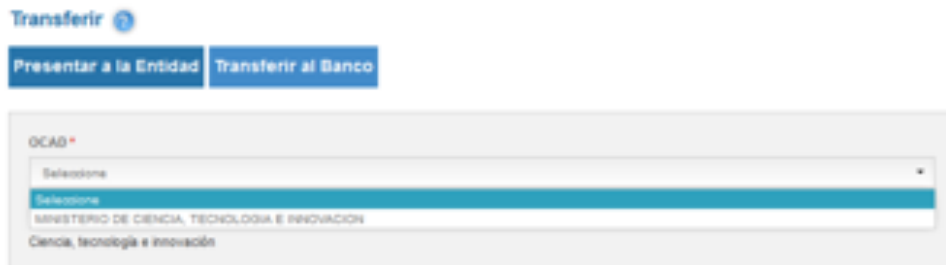 Transferir
Presentar a la Entidad Transferir al Banco
OCAD *
Seleccione
Seleccione
MINISTERIO DE CIENCIA, TECNOLOGIA E INNOVACION
Ciencia, tecnología e innovación